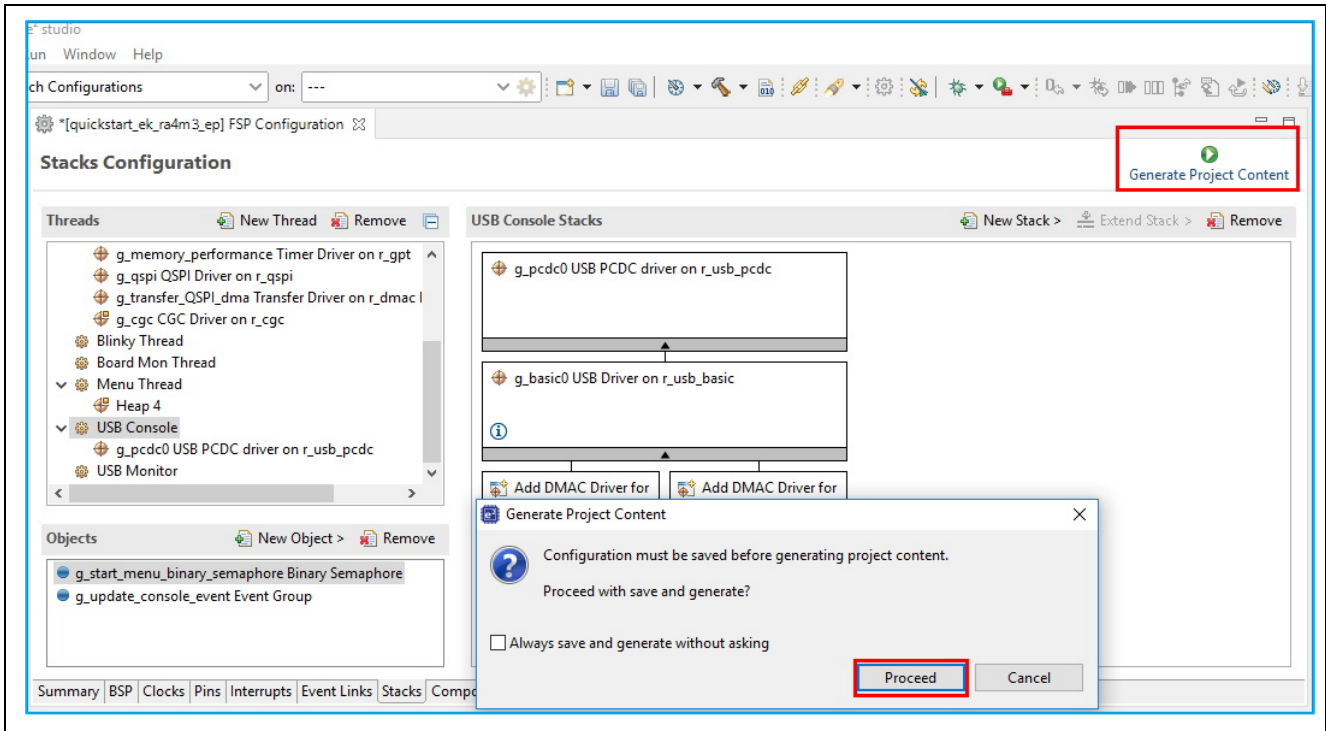 e² studio
un Window Help
ch Configurations on: ---
*[quickstart_ek_ra4m3_ep] FSP Configuration
Stacks Configuration
Generate Project Content
Threads New Thread Remove
USB Console Stacks New Stack > Extend Stack > Remove
g_memory_performance Timer Driver on r_gpt
g_qspi QSPI Driver on r_qspi
g_transfer_QSPI_dma Transfer Driver on r_dmac
g_cgc CGC Driver on r_cgc
Blinky Thread
Board Mon Thread
Menu Thread
Heap 4
USB Console
g_pcdc0 USB PCDC driver on r_usb_pcdc
USB Monitor
g_pcdc0 USB PCDC driver on r_usb_pcdc
g_basic0 USB Driver on r_usb_basic
Add DMAC Driver for
Add DMAC Driver for
Objects New Object > Remove
g_start_menu_binary_semaphore Binary Semaphore
g_update_console_event Event Group
Generate Project Content
Configuration must be saved before generating project content.
Proceed with save and generate?
Always save and generate without asking
Proceed Cancel
Summary BSP Clocks Pins Interrupts Event Links Stacks Comp